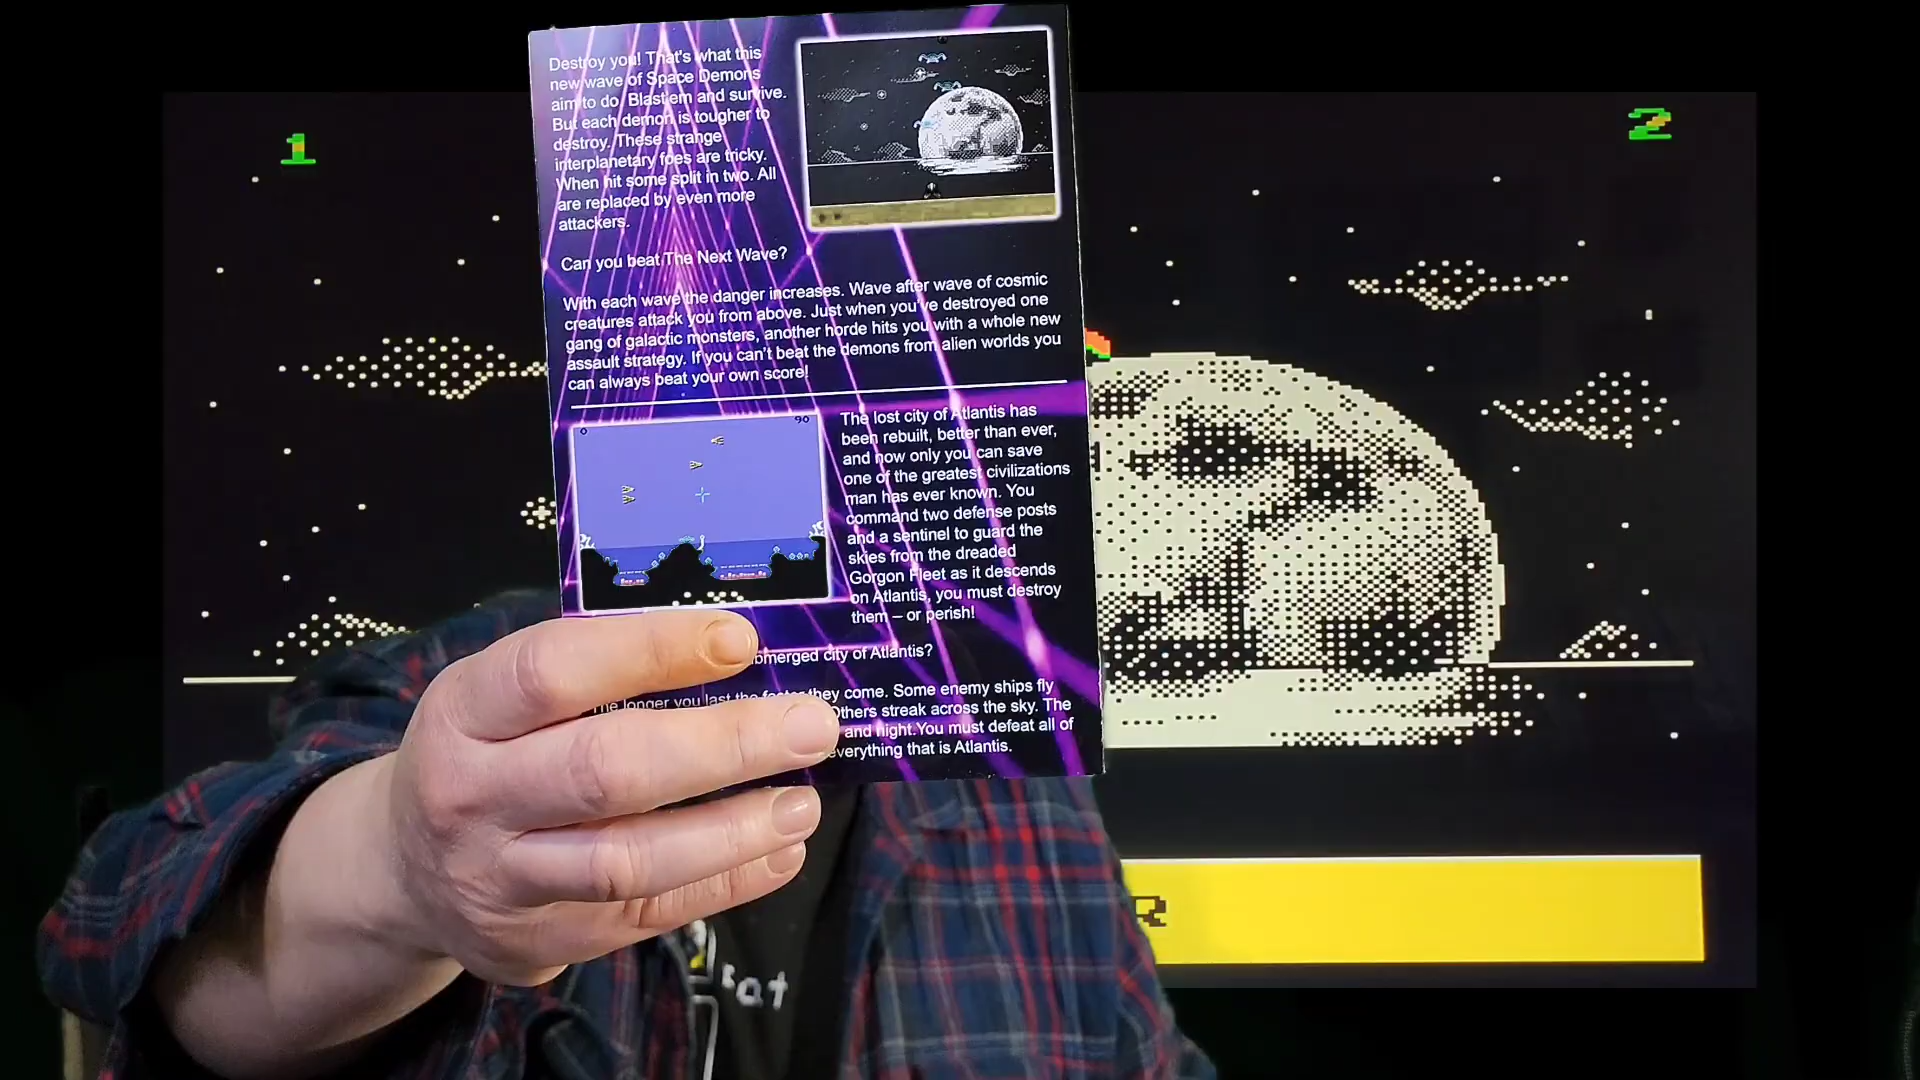 1
2
Destroy you! That's what this
new wave of Space Demons
aim to do. Blast em and survive.
But each demon is tougher to
destroy. These strange
interplanetary foes are tricky.
When hit some split in two. All
are replaced by even more
attackers.
Can you beat The Next Wave?
With each wave the danger increases. Wave after wave of cosmic
creatures attack you from above. Just when you've destroyed one
gang of galactic monsters, another horde hits you with a whole new
assault strategy. If you can't beat the demons from alien worlds you
can always beat your own score!
0 90
The lost city of Atlantis has
been rebuilt, better than ever,
and now only you can save
one of the greatest civilizations
man has ever known. You
command two defense posts
and a sentinel to guard the
skies from the dreaded
Gorgon Fleet as it descends
on Atlantis, you must destroy
them – or perish!
bmerged city of Atlantis?
The longer you last the faster they come. Some enemy ships fly
Others streak across the sky. The
and night.You must defeat all of
everything that is Atlantis.
R